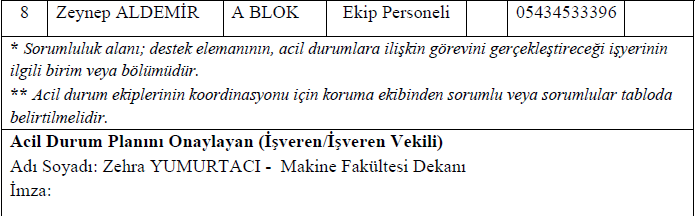 8 Zeynep ALDEMİR A BLOK Ekip Personeli 05434533396
* Sorumluluk alanı; destek elemanının, acil durumlara ilişkin görevini gerçekleştireceği işyerinin
ilgili birim veya bölümüdür.
** Acil durum ekiplerinin koordinasyonu için koruma ekibinden sorumlu veya sorumlular tabloda
belirtilmelidir.
Acil Durum Planını Onaylayan (İşveren/İşveren Vekili)
Adı Soyadı: Zehra YUMURTACI - Makine Fakültesi Dekanı
İmza: